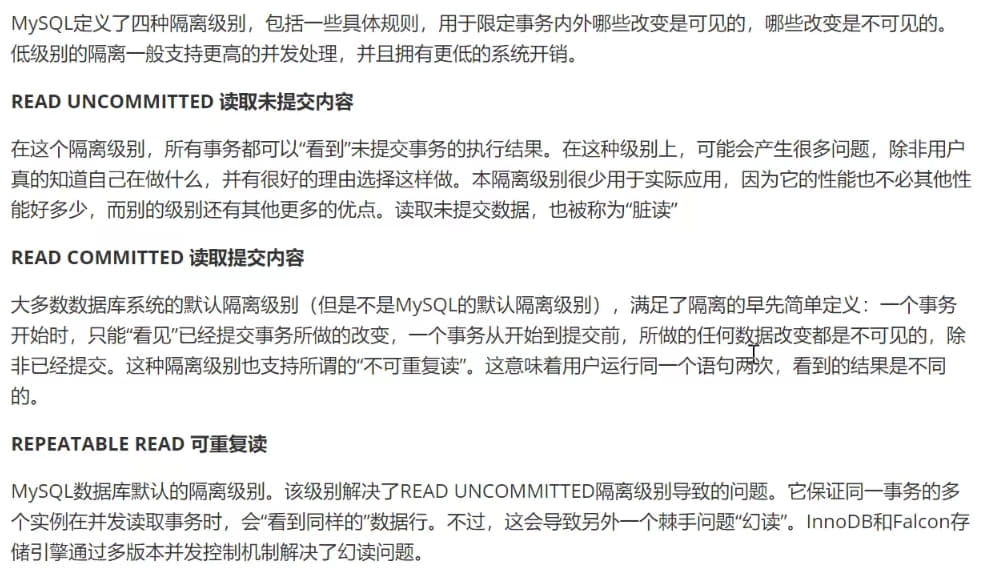 MySQL定义了四种隔离级别，包括一些具体规则，用于限定事务内外哪些改变是可见的，哪些改变是不可见的。
低级别的隔离一般支持更高的并发处理，并且拥有更低的系统开销。
READ UNCOMMITTED 读取未提交内容
在这个隔离级别，所有事务都可以“看到”未提交事务的执行结果。在这种级别上，可能会产生很多问题，除非用户
真的知道自己在做什么，并有很好的理由选择这样做。本隔离级别很少用于实际应用，因为它的性能也不必其他性
能好多少，而别的级别还有其他更多的优点。读取未提交数据，也被称为“脏读”
READ COMMITTED 读取提交内容
大多数数据库系统的默认隔离级别（但是不是MySQL的默认隔离级别），满足了隔离的早先简单定义：一个事务
开始时，只能“看见”已经提交事务所做的改变，一个事务从开始到提交前，所做的任何数据改变都是不可见的，除
非已经提交。这种隔离级别也支持所谓的“不可重复读”。这意味着用户运行同一个语句两次，看到的结果是不同
的。
REPEATABLE READ 可重复读
MySQL数据库默认的隔离级别。该级别解决了READ UNCOMMITTED隔离级别导致的问题。它保证同一事务的多
个实例在并发读取事务时，会“看到同样的”数据行。不过，这会导致另外一个棘手问题“幻读”。InnoDB和Falcon存
储引擎通过多版本并发控制机制解决了幻读问题。